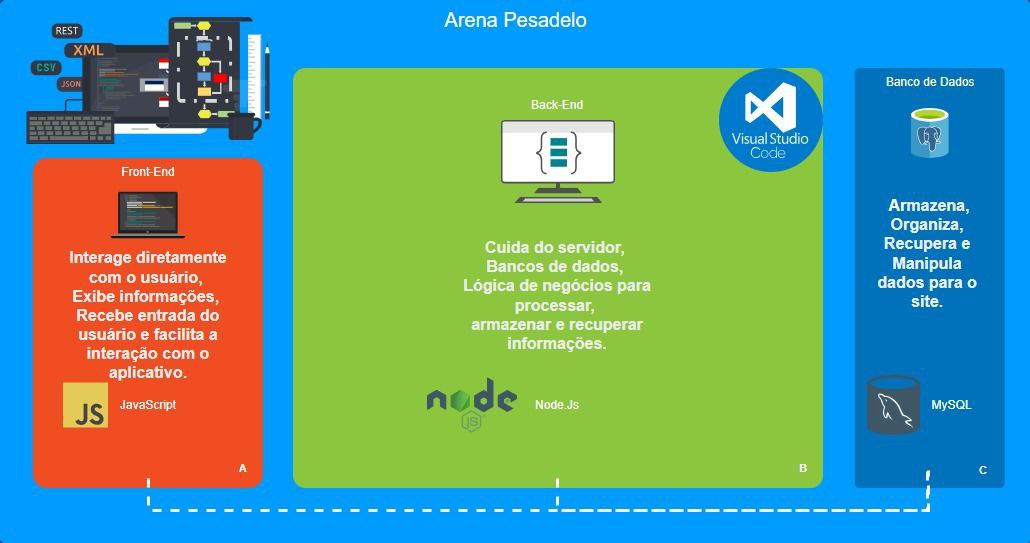 Arena Pesadelo
REST
XML
CSV
JSON
Front-End
Interage diretamente
com o usuário,
Exibe informações,
Recebe entrada do
usuário e facilita a
interação com o
aplicativo.
JS
JavaScript
A
Back-End
Visual Studio
Code
Cuida do servidor,
Bancos de dados,
Lógica de negócios para
processar,
armazenar e recuperar
informações.
node
JS
Node.Js
B
Banco de Dados
Armazena,
Organiza,
Recupera e
Manipula
dados para o
site.
MySQL
C